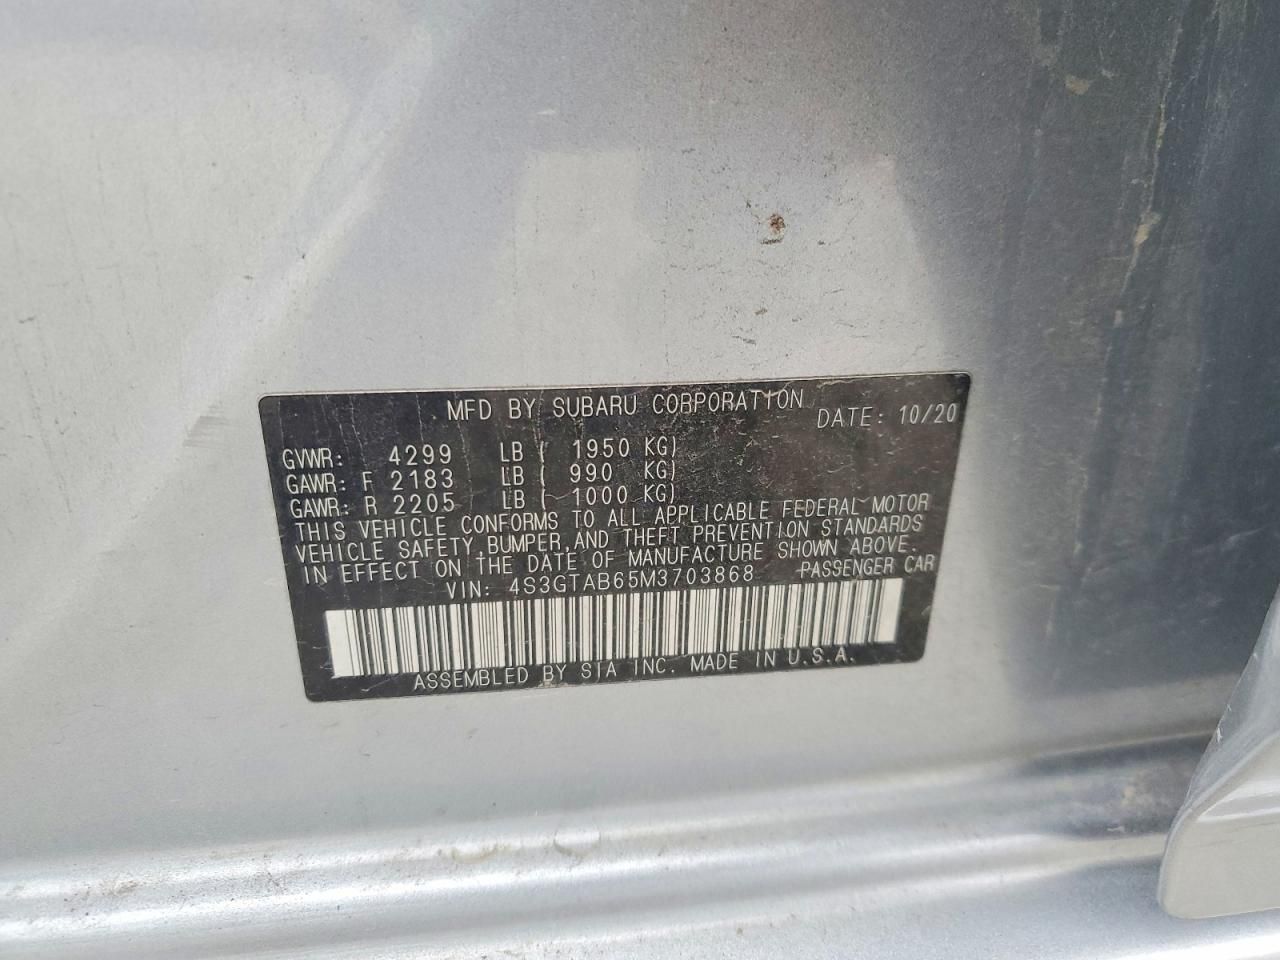 MFD BY SUBARU CORPORATION DATE: 10/20
GVWR: 4299 LB ( 1950 KG)
GAWR: F 2183 LB ( 990 KG)
GAWR: R 2205 LB ( 1000 KG)
THIS VEHICLE CONFORMS TO ALL APPLICABLE FEDERAL MOTOR
VEHICLE SAFETY, BUMPER, AND THEFT PREVENTION STANDARDS
IN EFFECT ON THE DATE OF MANUFACTURE SHOWN ABOVE.
VIN: 4S3GTAB65M3703868 PASSENGER CAR
ASSEMBLED BY SIA INC. MADE IN U.S.A.